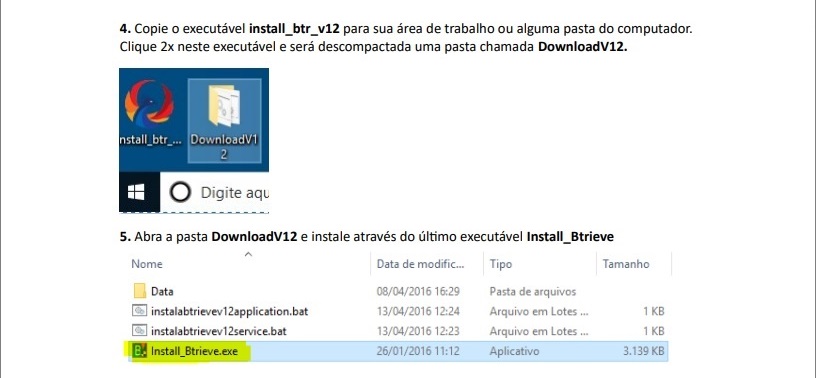 4. Copie o executável install_btr_v12 para sua área de trabalho ou alguma pasta do computador.
Clique 2x neste executável e será descompactada uma pasta chamada DownloadV12.
nstall_btr_... DownloadV1
2
Digite aqu
5. Abra a pasta DownloadV12 e instale através do último executável Install_Btrieve
Nome Data de modific... Tipo Tamanho
Data 08/04/2016 16:29 Pasta de arquivos
instalabtrievev12application.bat 13/04/2016 12:24 Arquivo em Lotes ... 1 KB
instalabtrievev12service.bat 13/04/2016 12:23 Arquivo em Lotes ... 1 KB
Install_Btrieve.exe 26/01/2016 11:12 Aplicativo 3.139 KB